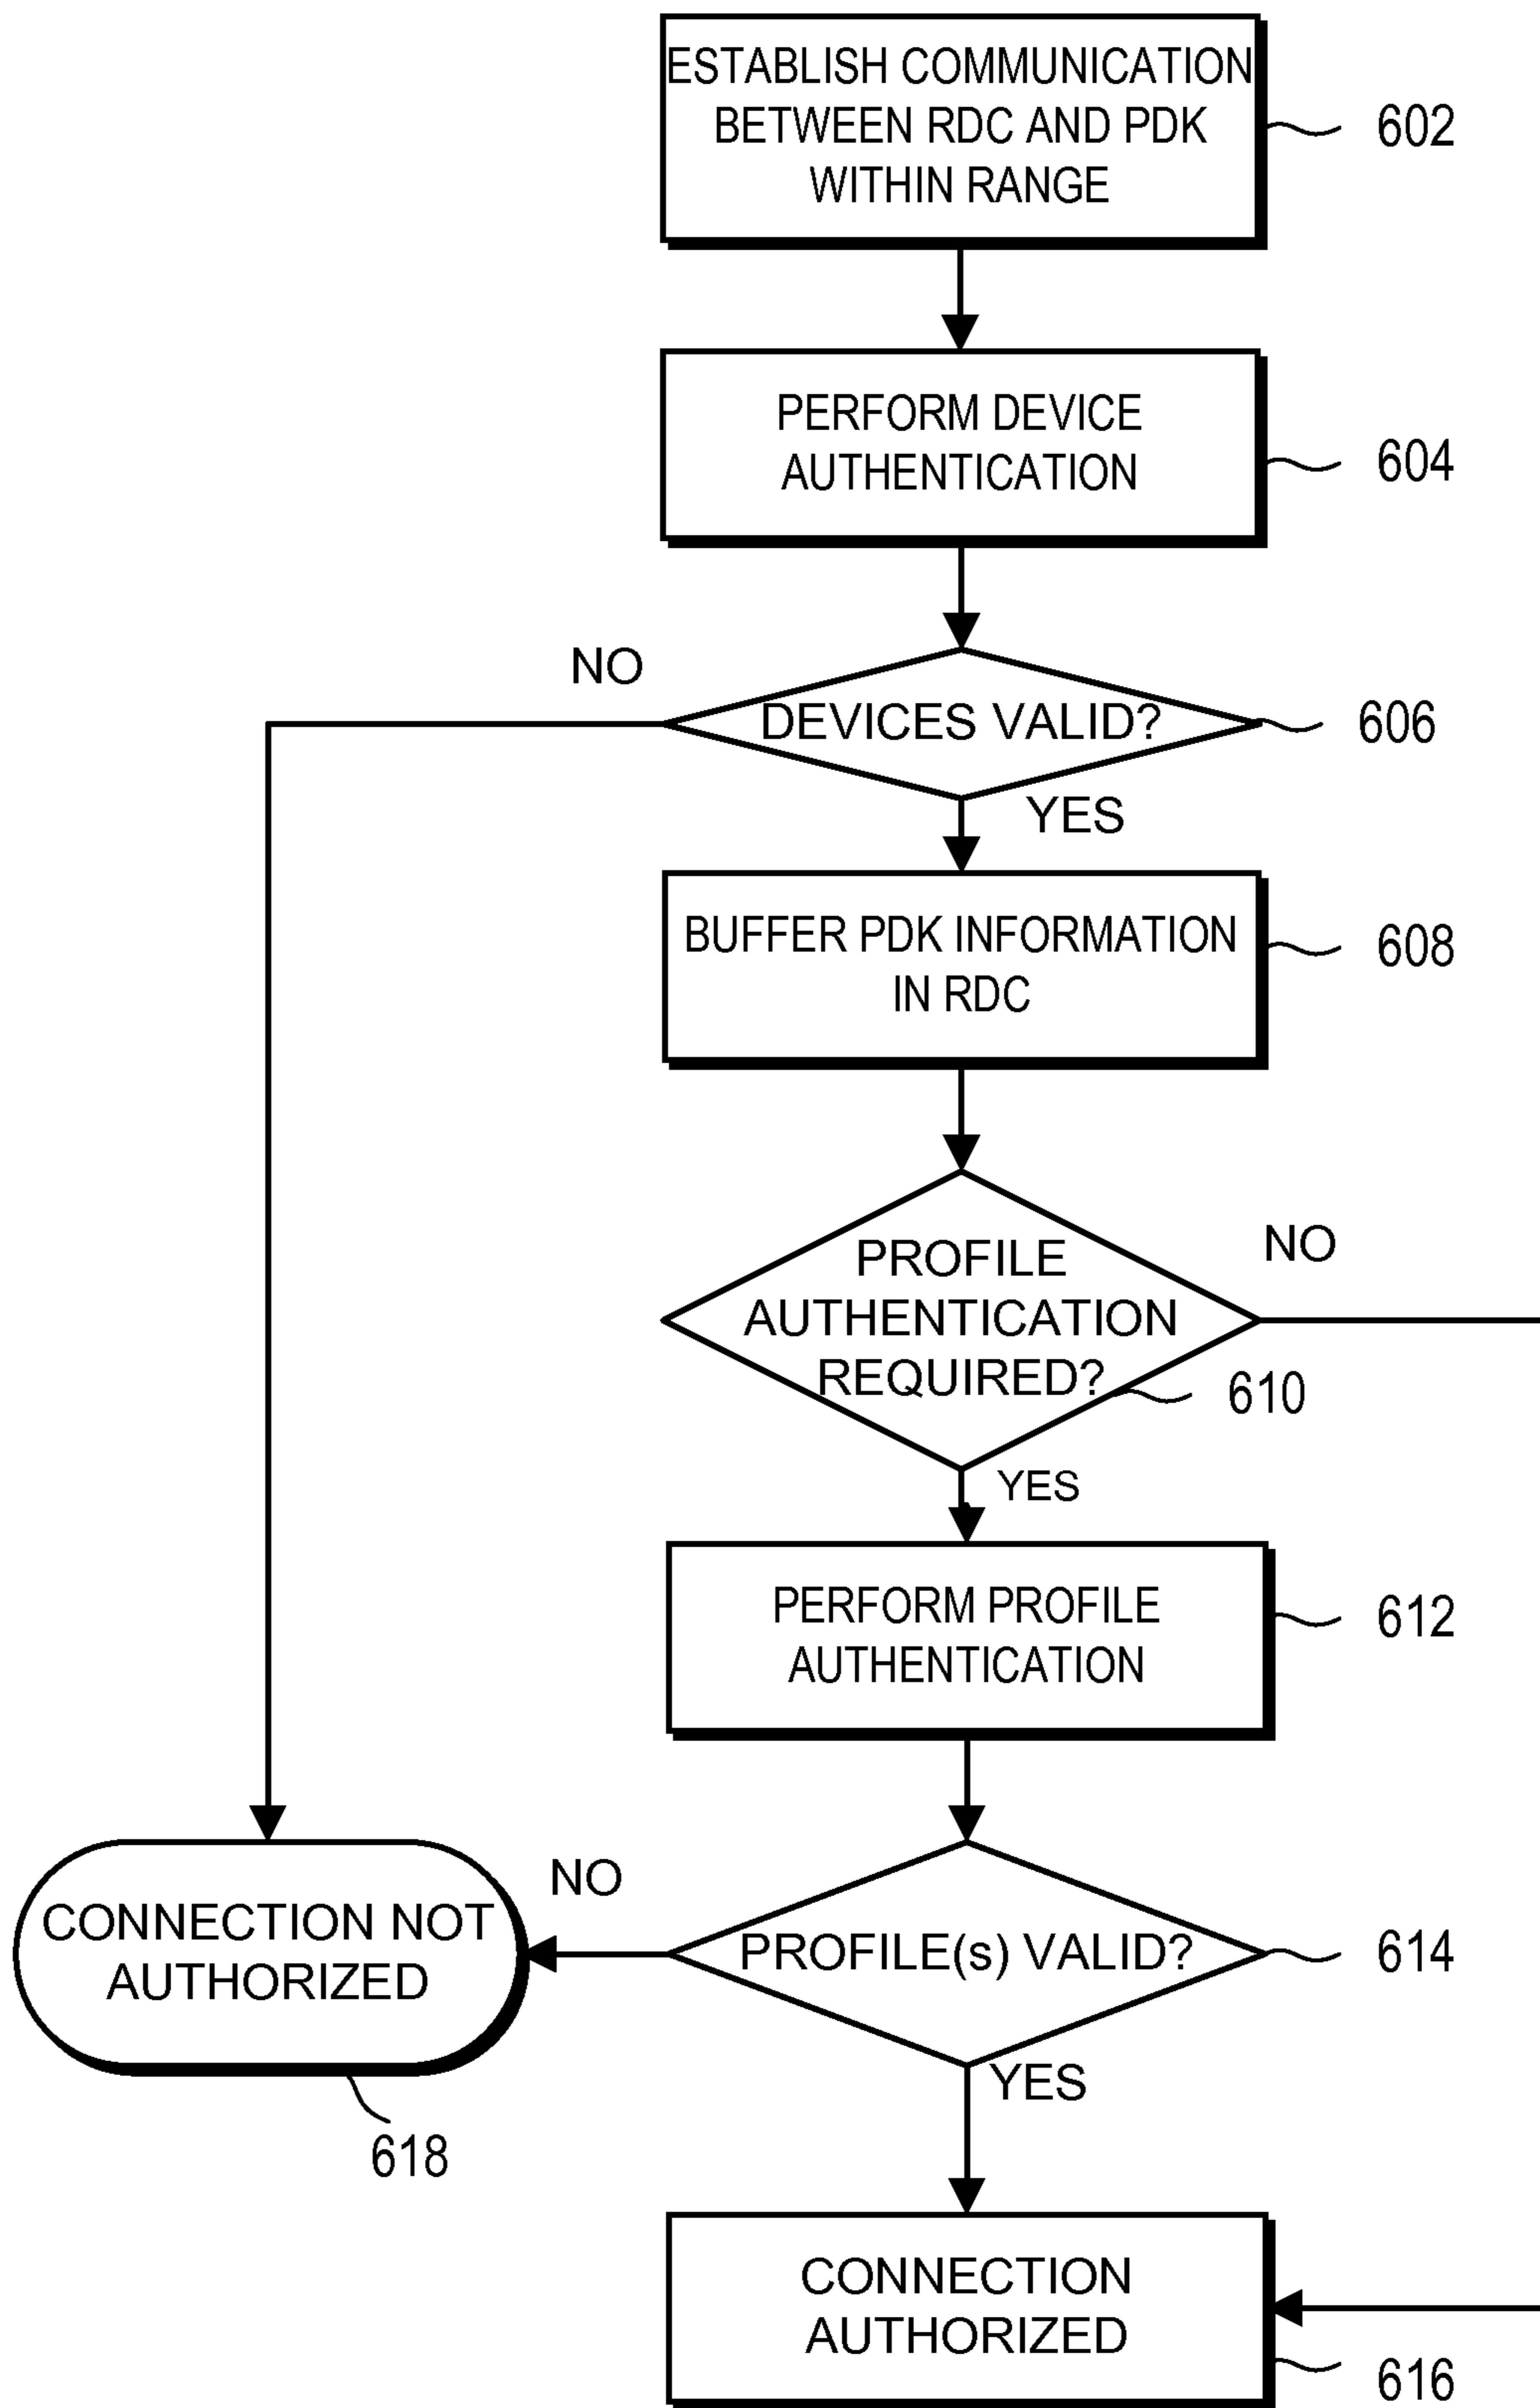 ESTABLISH COMMUNICATION
BETWEEN RDC AND PDK
WITHIN RANGE
602
PERFORM DEVICE
AUTHENTICATION
604
NO
DEVICES VALID?
606
YES
BUFFER PDK INFORMATION
IN RDC
608
PROFILE
AUTHENTICATION
REQUIRED?
NO
610
YES
PERFORM PROFILE
AUTHENTICATION
612
CONNECTION NOT
AUTHORIZED
618
NO
PROFILE(s) VALID?
614
YES
CONNECTION
AUTHORIZED
616